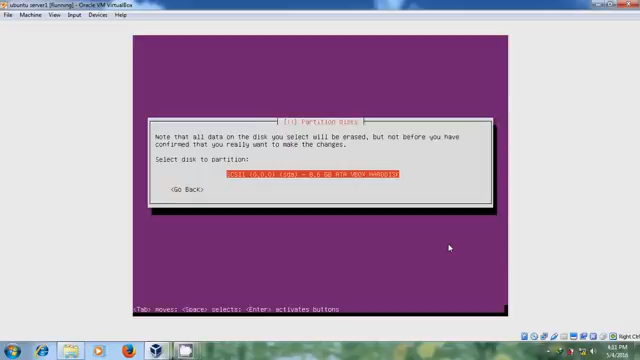 ubuntu server1 [Running] - Oracle VM VirtualBox
File Machine View Input Devices Help
[!!] Partition disks
Note that all data on the disk you select will be erased, but not before you have
confirmed that you really want to make the changes.
Select disk to partition:
SCSI1 (0,0,0) (sda) - 8.6 GB ATA VBOX HARDDISK
<Go Back>
<Tab> moves; <Space> selects; <Enter> activates buttons
Right Ctrl
4:11 PM
5/4/2016